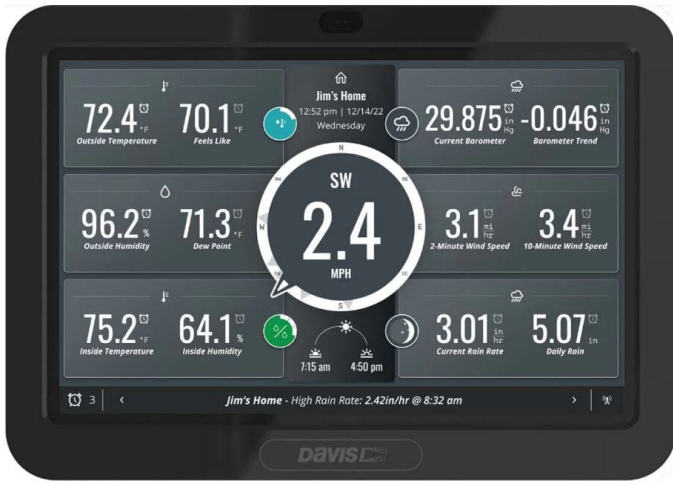 Jim's Home
12:52 pm | 12/14/22
Wednesday
72.4 °F
Outside Temperature
70.1 °F
Feels Like
29.875 in Hg
Current Barometer
-0.046 in Hg
Barometer Trend
96.2 %
Outside Humidity
71.3 °F
Dew Point
N
NE
E
S
W
SW
2.4
MPH
3.1 mi hr
2-Minute Wind Speed
3.4 mi hr
10-Minute Wind Speed
75.2 °F
Inside Temperature
64.1 %
Inside Humidity
7:15 am
4:50 pm
3.01 in hr
Current Rain Rate
5.07 in
Daily Rain
3
‹
Jim's Home - High Rain Rate: 2.42in/hr @ 8:32 am
›
DAVIS